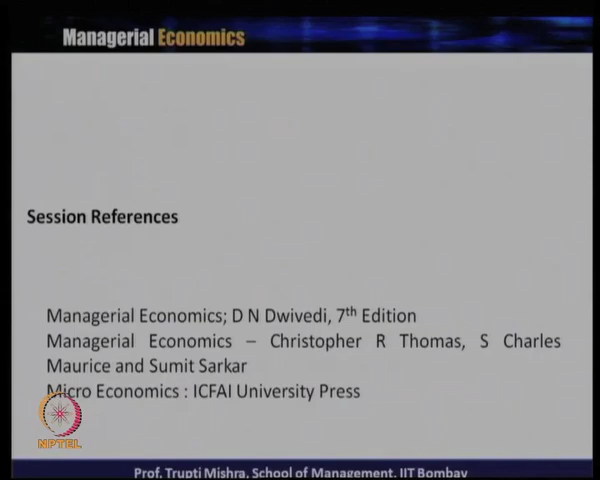 Managerial Economics
Session References
Managerial Economics; D N Dwivedi, 7th Edition
Managerial Economics – Christopher R Thomas, S Charles
Maurice and Sumit Sarkar
Micro Economics : ICFAI University Press
NPTEL
Prof. Trupti Mishra, School of Management, IIT Bombay